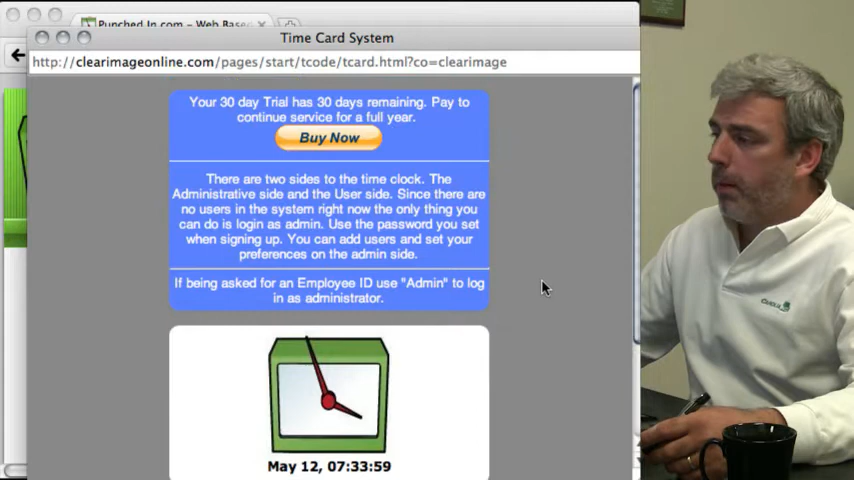 Punched In.com - Web Based
Time Card System
http://clearimageonline.com/pages/start/tcode/tcard.html?co=clearimage
Your 30 day Trial has 30 days remaining. Pay to
continue service for a full year.
Buy Now
There are two sides to the time clock. The
Administrative side and the User side. Since there are
no users in the system right now the only thing you
can do is login as admin. Use the password you set
when signing up. You can add users and set your
preferences on the admin side.
If being asked for an Employee ID use "Admin" to log
in as administrator.
May 12, 07:33:59